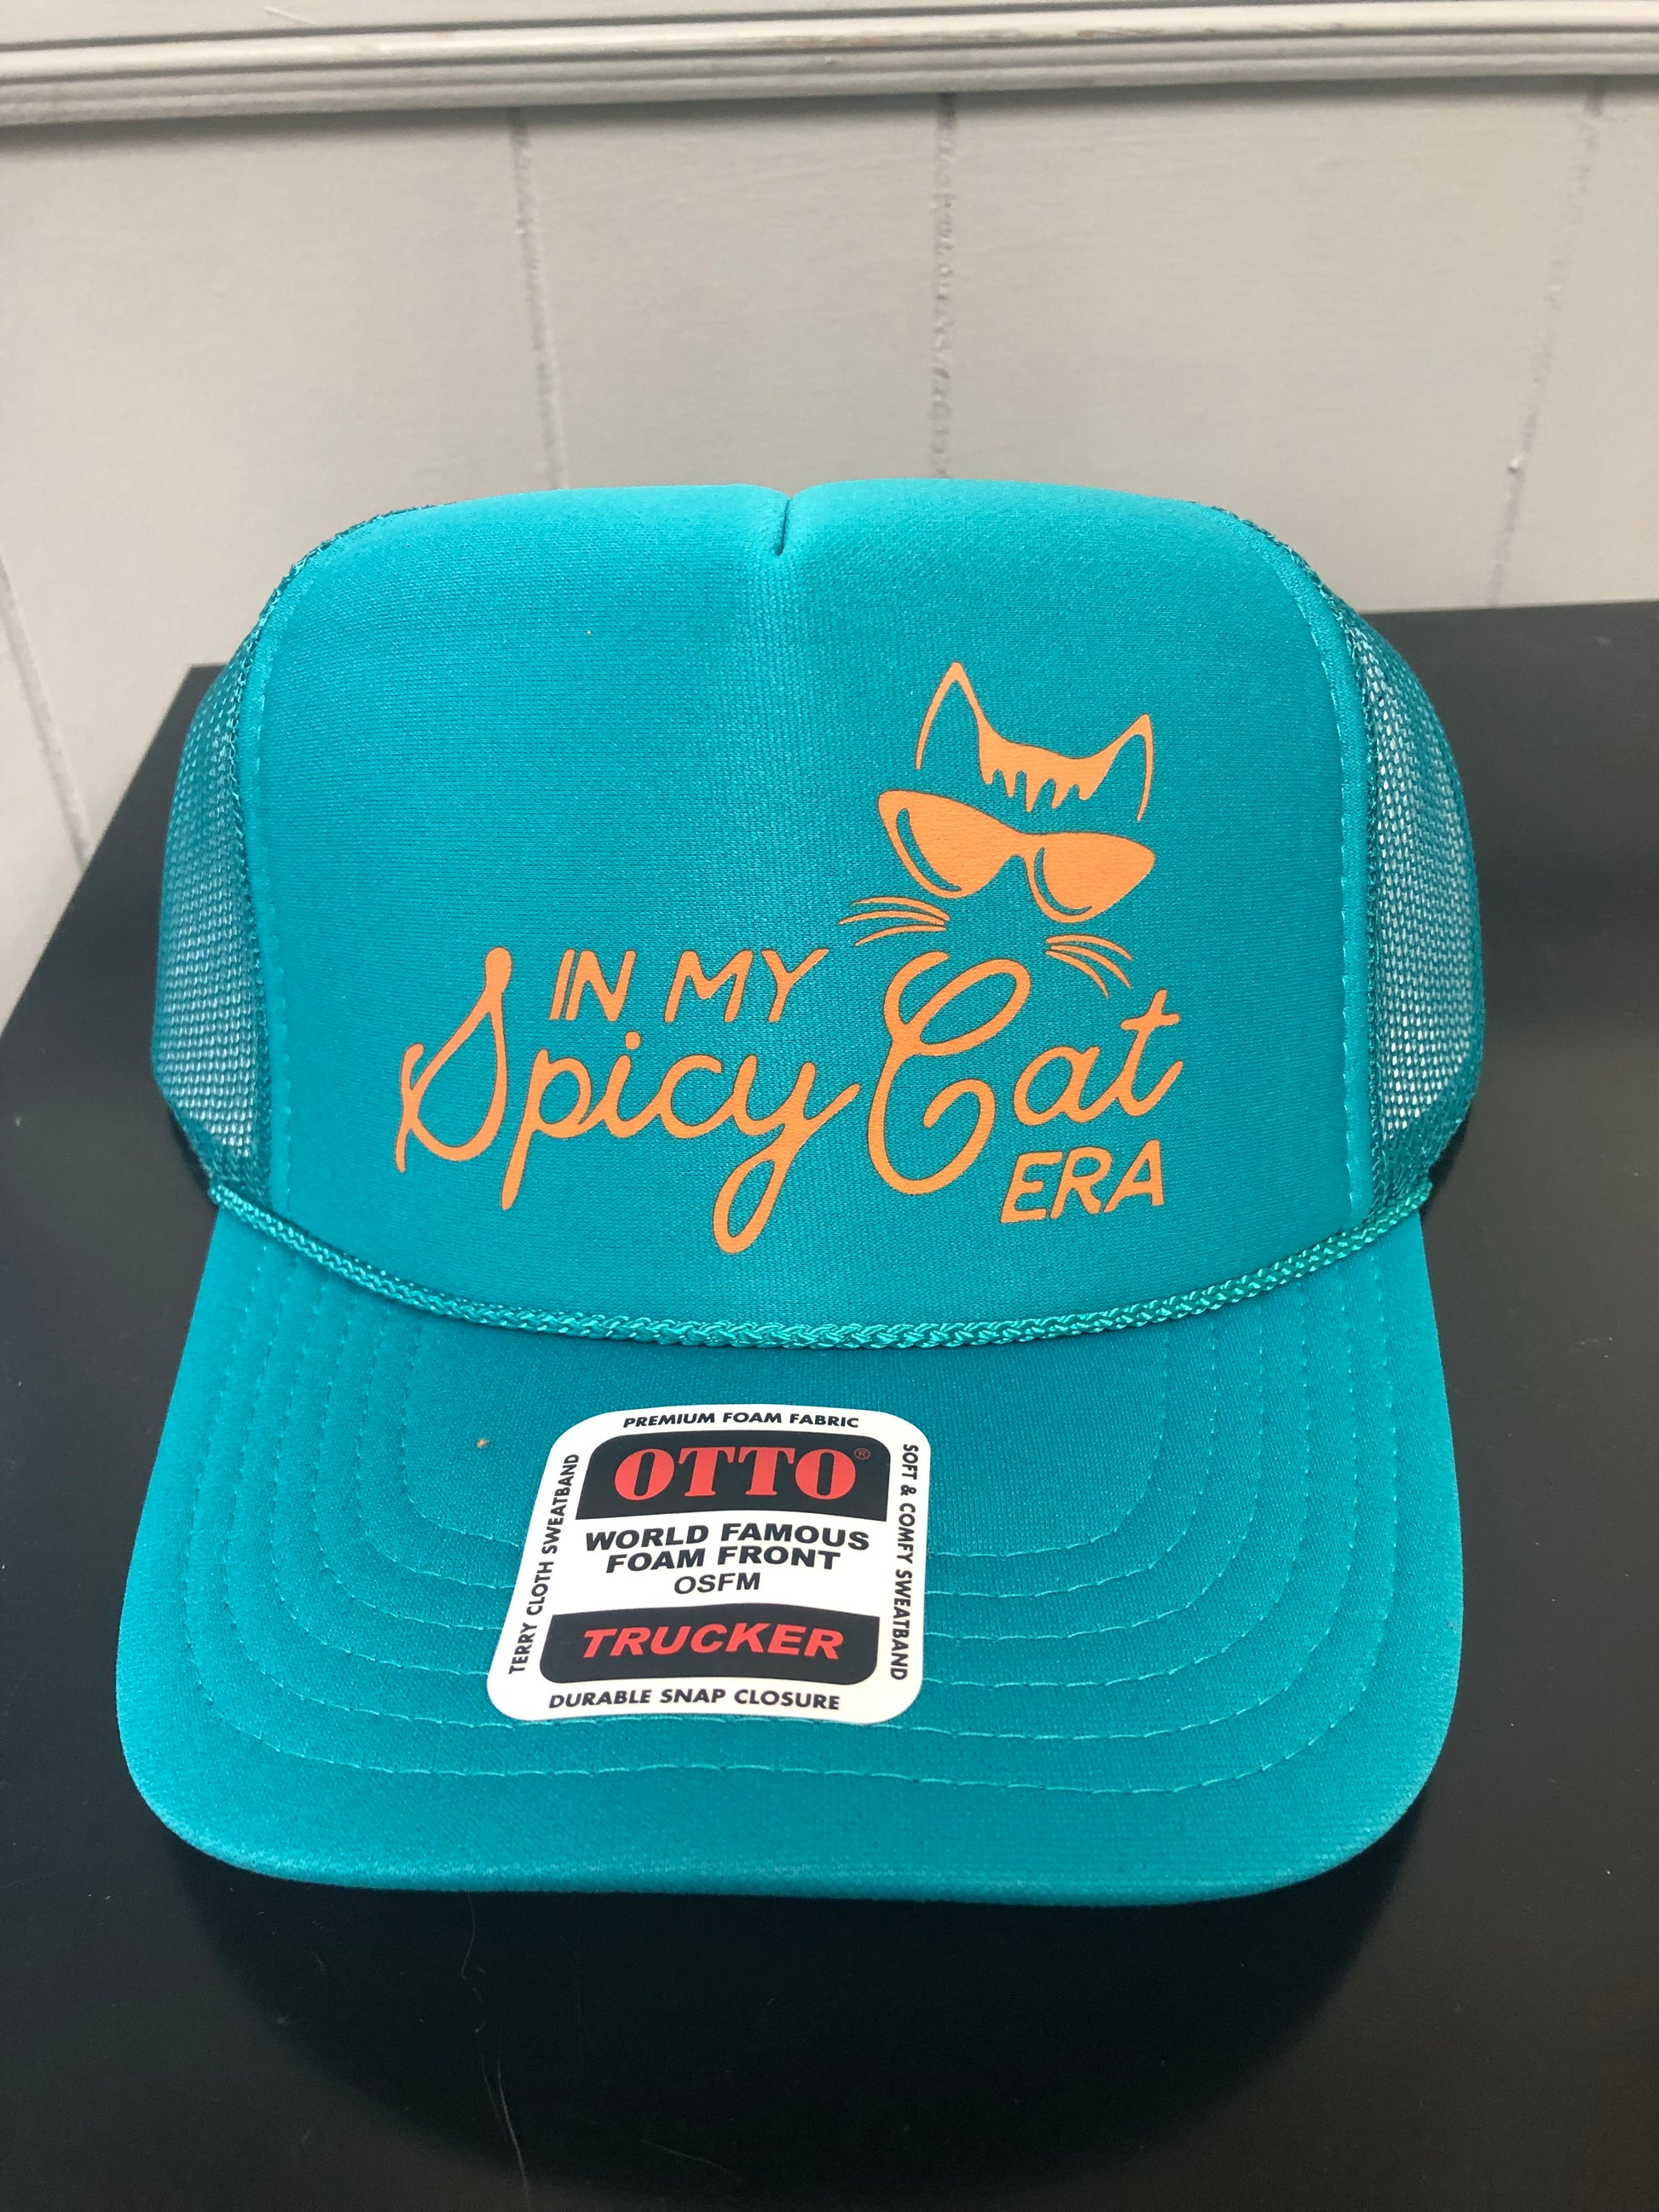 IN MY
Spicy Cat
ERA
PREMIUM FOAM FABRIC
OTTO®
WORLD FAMOUS
FOAM FRONT
OSFM
TRUCKER
DURABLE SNAP CLOSURE
TERRY CLOTH SWEATBAND
SOFT & COMFY SWEATBAND